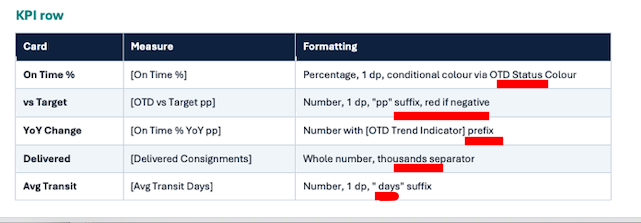 KPI row
Card Measure Formatting
On Time % [On Time %] Percentage, 1 dp, conditional colour via OTD Status Colour
vs Target [OTD vs Target pp] Number, 1 dp, "pp" suffix, red if negative
YoY Change [On Time % YoY pp] Number with [OTD Trend Indicator] prefix
Delivered [Delivered Consignments] Whole number, thousands separator
Avg Transit [Avg Transit Days] Number, 1 dp, " days" suffix